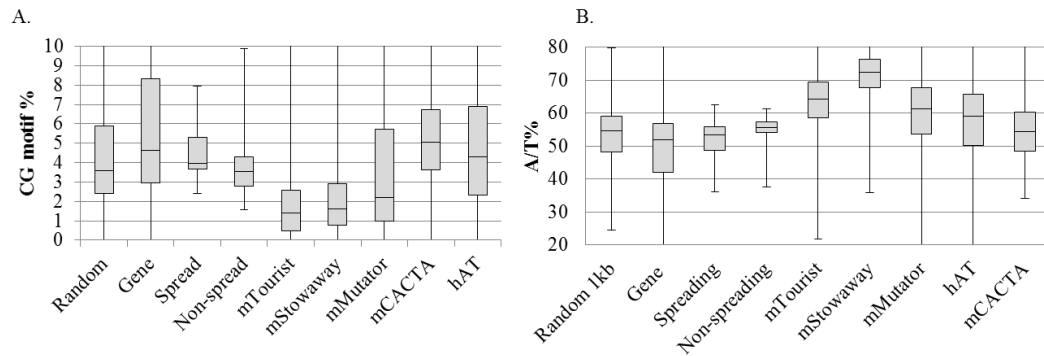 A.
CG motif %
10
9
8
7
6
5
4
3
2
1
0
Random
Gene
Spread
Non-spread
mTourist
mStowaway
mMutator
mCACTA
hAT
B.
A/T%
80
70
60
50
40
30
20
Random 1kb
Gene
Spreading
Non-spreading
mTourist
mStowaway
mMutator
hAT
mCACTA